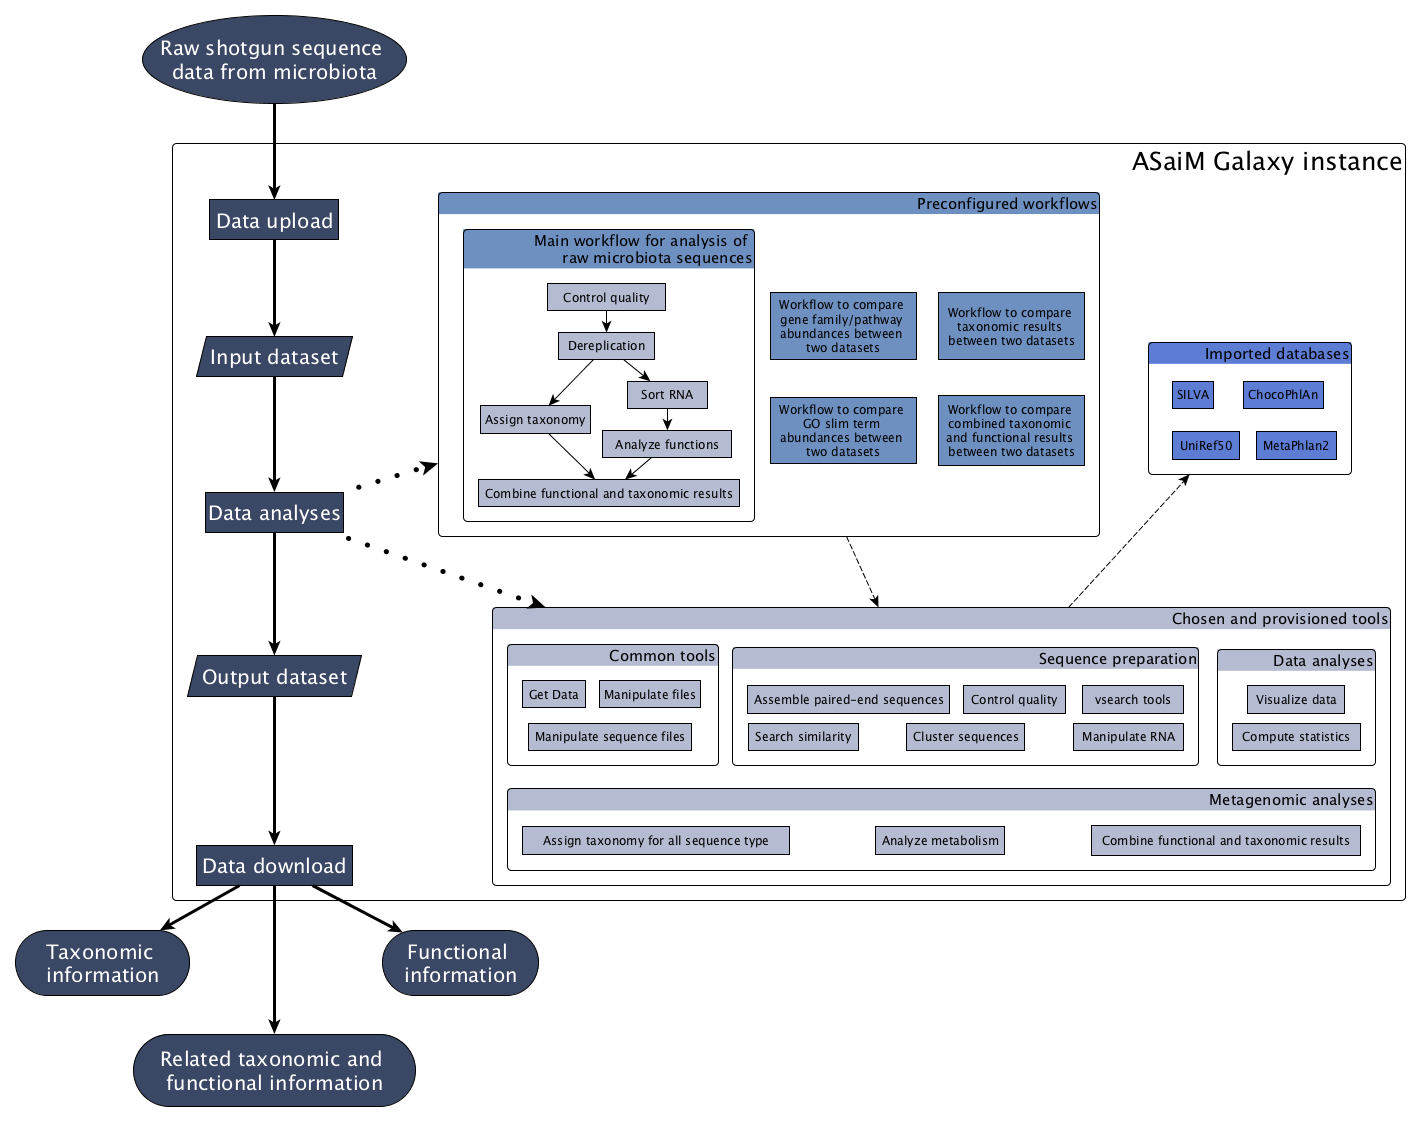 Raw shotgun sequence
data from microbiota
ASaiM Galaxy instance
Data upload
Input dataset
Data analyses
Output dataset
Data download
Taxonomic
information
Functional
information
Related taxonomic and
functional information
Preconfigured workflows
Main workflow for analysis of
raw microbiota sequences
Control quality
Dereplication
Sort RNA
Assign taxonomy
Analyze functions
Combine functional and taxonomic results
Workflow to compare
gene family/pathway
abundances between
two datasets
Workflow to compare
taxonomic results
between two datasets
Workflow to compare
GO slim term
abundances between
two datasets
Workflow to compare
combined taxonomic
and functional results
between two datasets
Imported databases
SILVA
ChocoPhlAn
UniRef50
MetaPhlan2
Chosen and provisioned tools
Common tools
Get Data
Manipulate files
Manipulate sequence files
Sequence preparation
Assemble paired-end sequences
Control quality
vsearch tools
Search similarity
Cluster sequences
Manipulate RNA
Data analyses
Visualize data
Compute statistics
Metagenomic analyses
Assign taxonomy for all sequence type
Analyze metabolism
Combine functional and taxonomic results